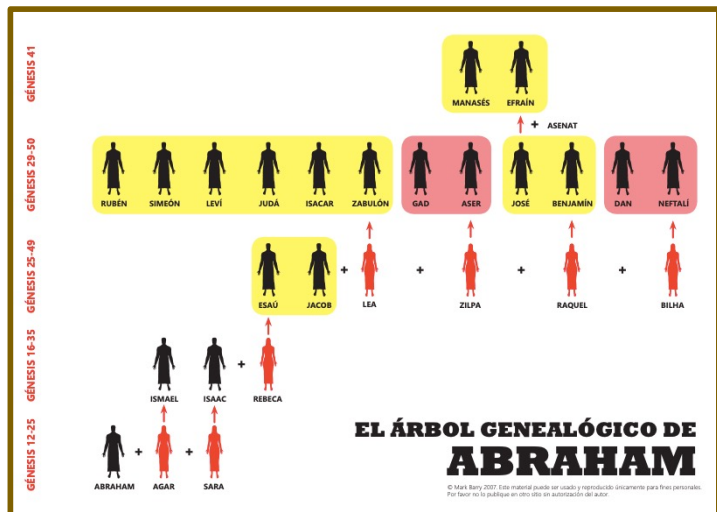 GÉNESIS 41
MANASÉS EFRAÍN
+ ASENAT
GÉNESIS 29-50
RUBÉN SIMEÓN LEVÍ JUDÁ ISACAR ZABULÓN GAD ASER JOSÉ BENJAMÍN DAN NEFTALÍ
GÉNESIS 25-49
+ + + +
ESAÚ JACOB LEA ZILPA RAQUEL BILHA
GÉNESIS 16-35
+
ISMAEL ISAAC REBECA
GÉNESIS 12-25
+ +
ABRAHAM AGAR SARA
EL ÁRBOL GENEALÓGICO DE
ABRAHAM
© Mark Barry 2007. Este material puede ser usado y reproducido únicamente para fines personales.
Por favor no lo publique en otro sitio sin autorización del autor.